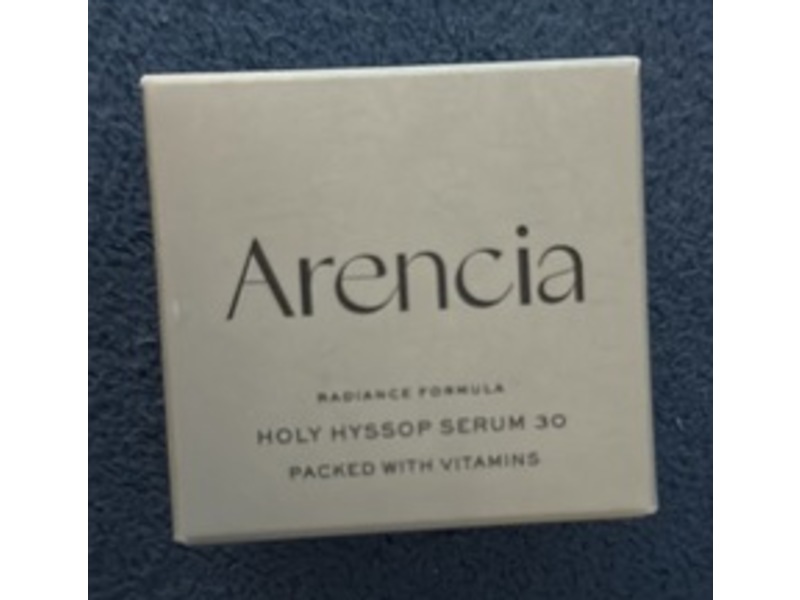 Arencia
RADIANCE FORMULA
HOLY HYSSOP SERUM 30
PACKED WITH VITAMINS